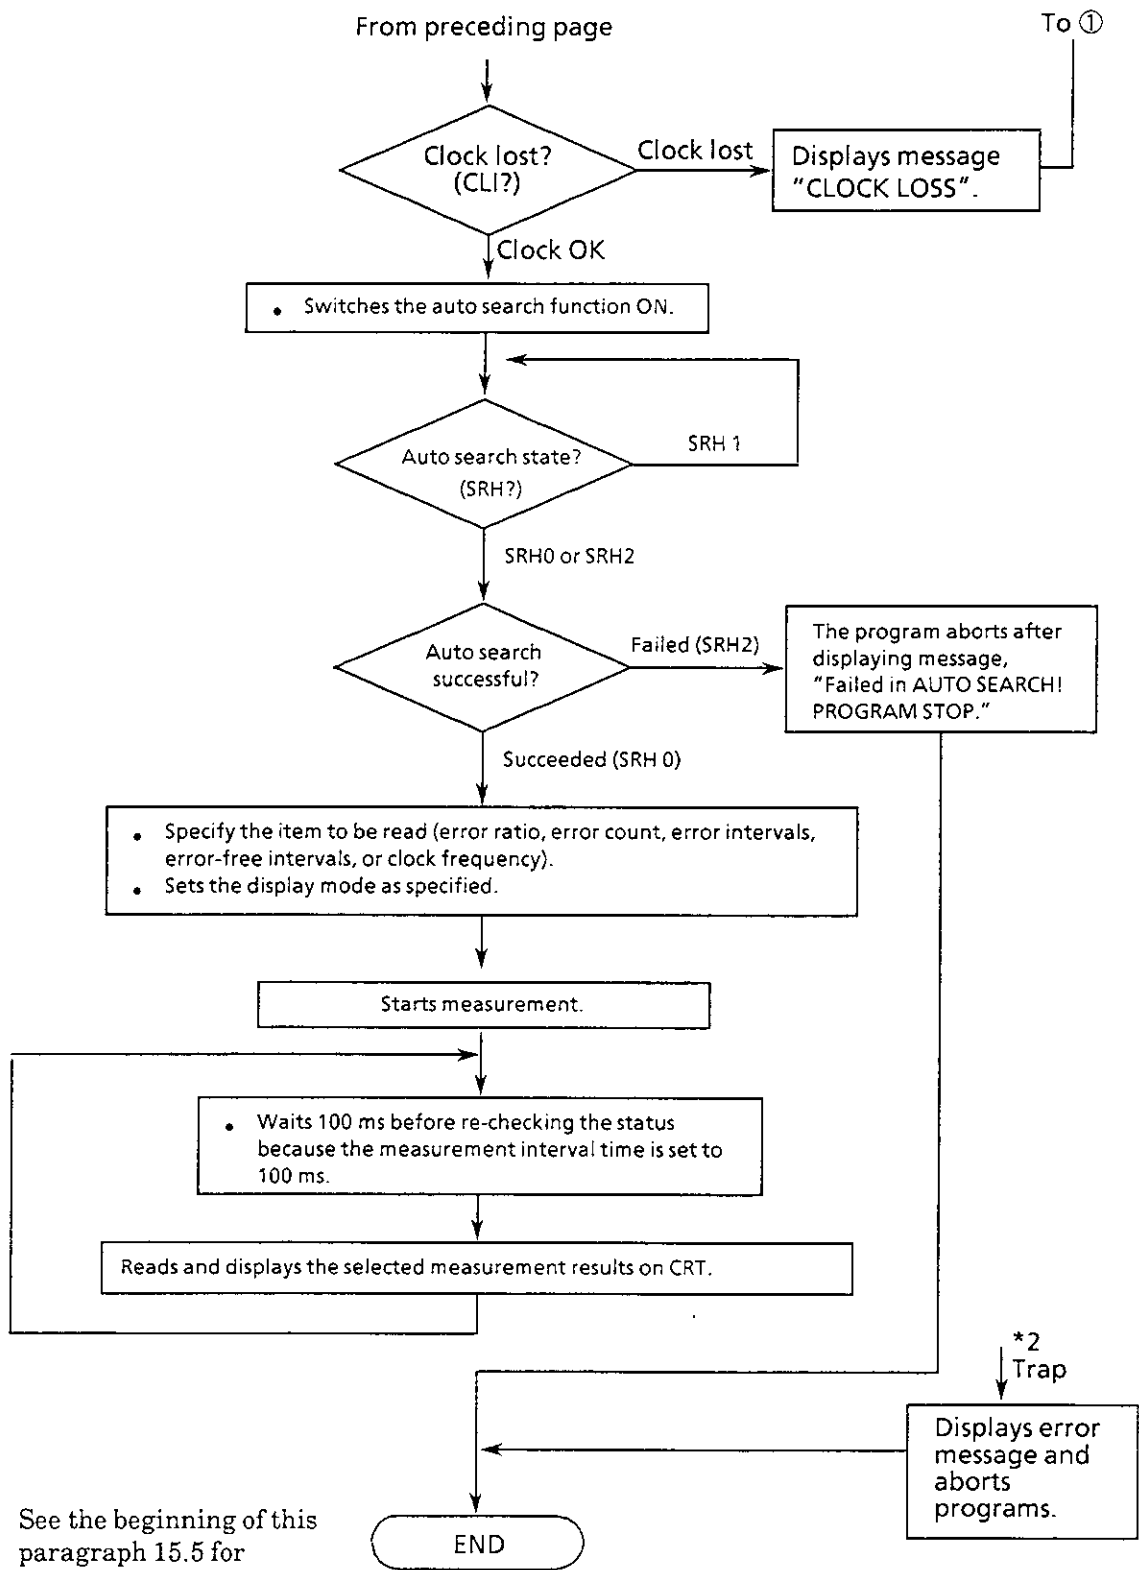 From preceding page
To ①
Clock lost?
(CLI?)
Clock lost
Displays message
"CLOCK LOSS".
Clock OK
• Switches the auto search function ON.
Auto search state?
(SRH?)
SRH 1
SRH0 or SRH2
Auto search
successful?
Failed (SRH2)
The program aborts after
displaying message,
"Failed in AUTO SEARCH!
PROGRAM STOP."
Succeeded (SRH 0)
• Specify the item to be read (error ratio, error count, error intervals,
error-free intervals, or clock frequency).
• Sets the display mode as specified.
Starts measurement.
• Waits 100 ms before re-checking the status
because the measurement interval time is set to
100 ms.
Reads and displays the selected measurement results on CRT.
*2
Trap
Displays error
message and
aborts
programs.
See the beginning of this
paragraph 15.5 for
END